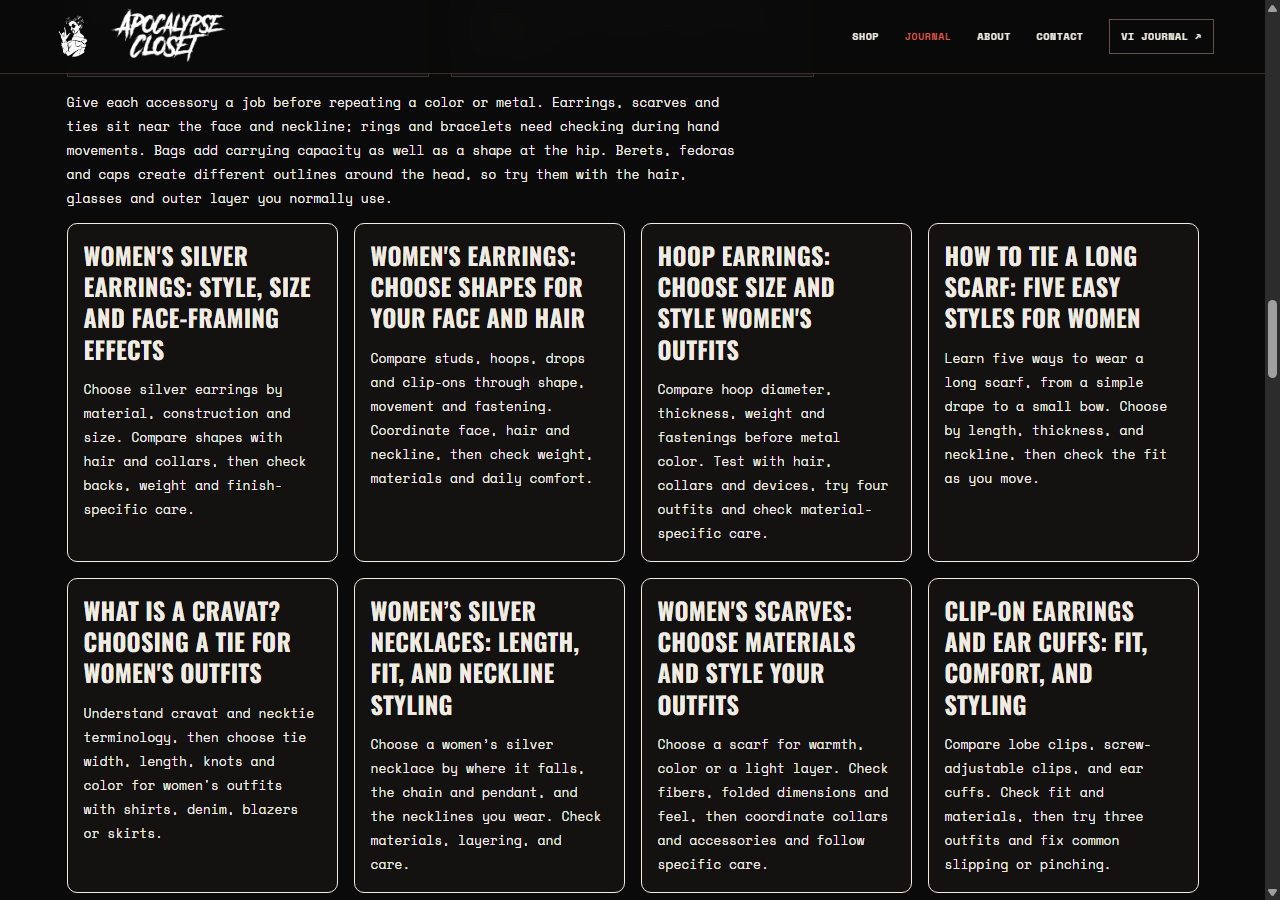 APOCALYPSE
CLOSET
SHOP
JOURNAL
ABOUT
CONTACT
VI JOURNAL ↗
Give each accessory a job before repeating a color or metal. Earrings, scarves and
ties sit near the face and neckline; rings and bracelets need checking during hand
movements. Bags add carrying capacity as well as a shape at the hip. Berets, fedoras
and caps create different outlines around the head, so try them with the hair,
glasses and outer layer you normally use.
WOMEN'S SILVER
EARRINGS: STYLE, SIZE
AND FACE-FRAMING
EFFECTS
Choose silver earrings by
material, construction and
size. Compare shapes with
hair and collars, then check
backs, weight and finish-
specific care.
WOMEN'S EARRINGS:
CHOOSE SHAPES FOR
YOUR FACE AND HAIR
Compare studs, hoops, drops
and clip-ons through shape,
movement and fastening.
Coordinate face, hair and
neckline, then check weight,
materials and daily comfort.
HOOP EARRINGS:
CHOOSE SIZE AND
STYLE WOMEN'S
OUTFITS
Compare hoop diameter,
thickness, weight and
fastenings before metal
color. Test with hair,
collars and devices, try four
outfits and check material-
specific care.
HOW TO TIE A LONG
SCARF: FIVE EASY
STYLES FOR WOMEN
Learn five ways to wear a
long scarf, from a simple
drape to a small bow. Choose
by length, thickness, and
neckline, then check the fit
as you move.
WHAT IS A CRAVAT?
CHOOSING A TIE FOR
WOMEN'S OUTFITS
Understand cravat and necktie
terminology, then choose tie
width, length, knots and
color for women's outfits
with shirts, denim, blazers
or skirts.
WOMEN’S SILVER
NECKLACES: LENGTH,
FIT, AND NECKLINE
STYLING
Choose a women’s silver
necklace by where it falls,
the chain and pendant, and
the necklines you wear. Check
materials, layering, and
care.
WOMEN'S SCARVES:
CHOOSE MATERIALS
AND STYLE YOUR
OUTFITS
Choose a scarf for warmth,
color or a light layer. Check
fibers, folded dimensions and
feel, then coordinate collars
and accessories and follow
specific care.
CLIP-ON EARRINGS
AND EAR CUFFS: FIT,
COMFORT, AND
STYLING
Compare lobe clips, screw-
adjustable clips, and ear
cuffs. Check fit and
materials, then try three
outfits and fix common
slipping or pinching.